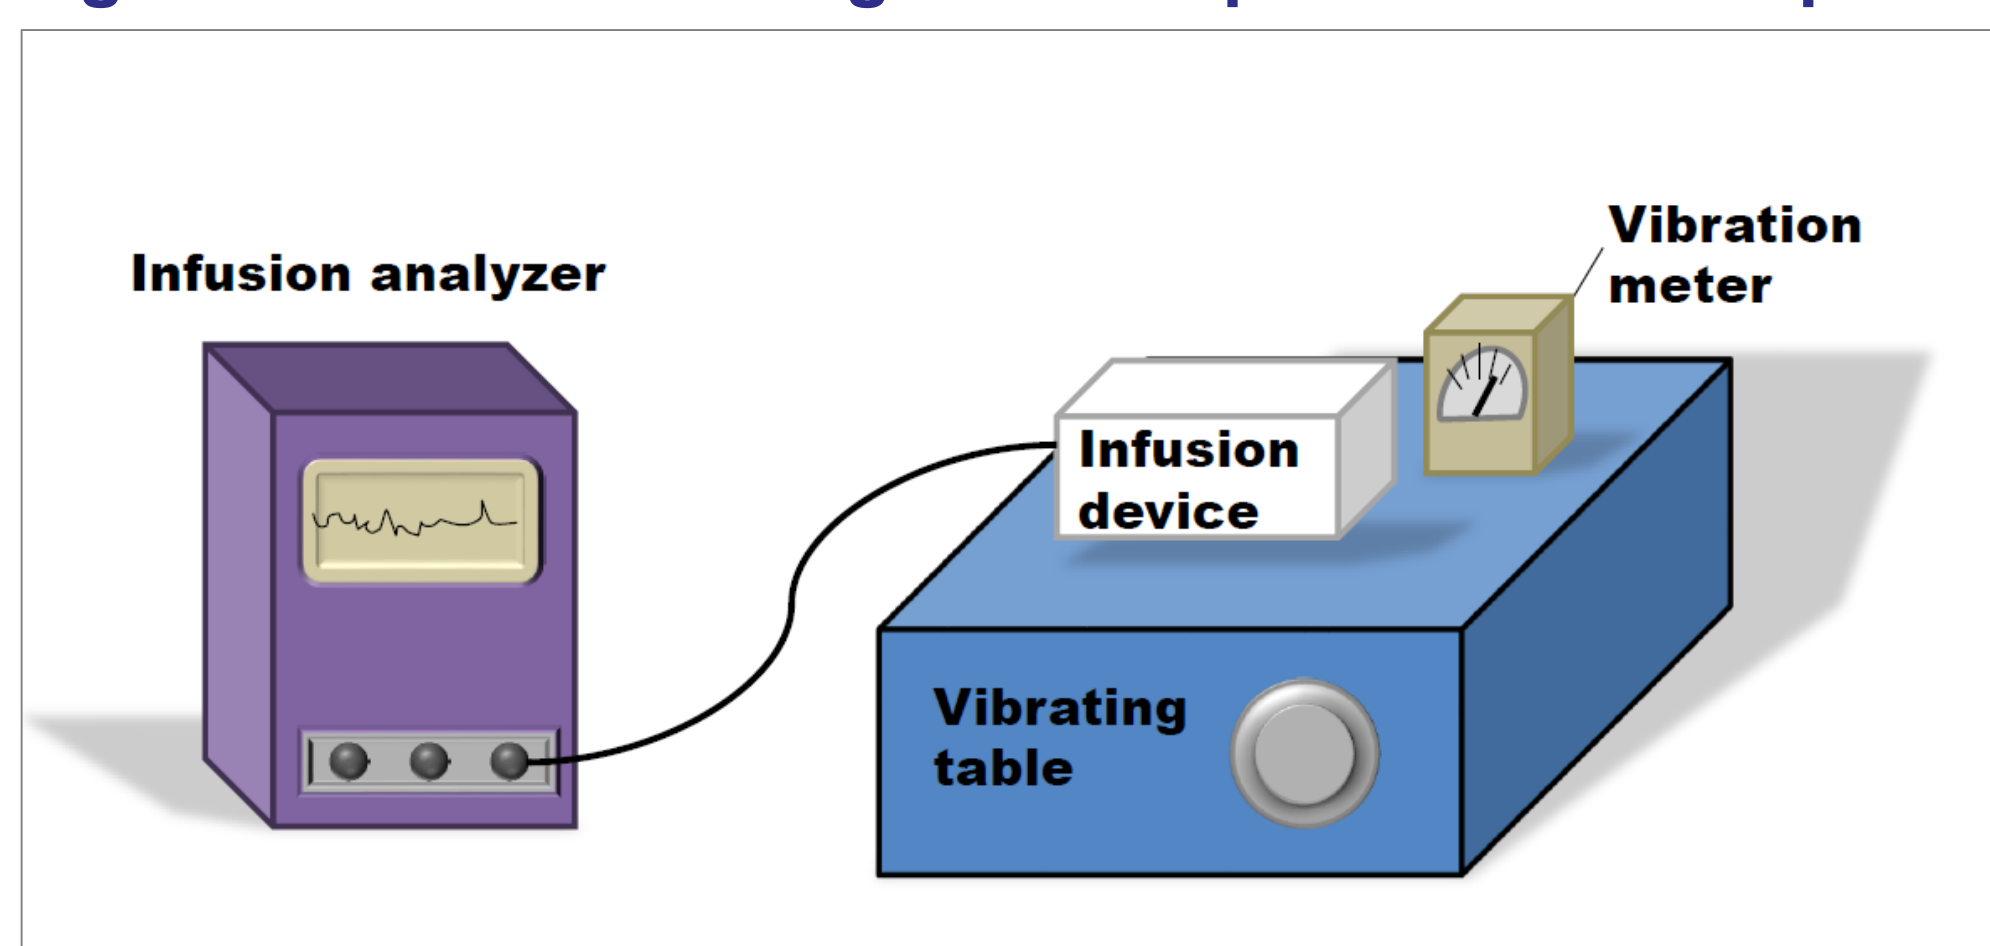 Vibration
meter
Infusion analyzer
Infusion
device
Vibrating
table